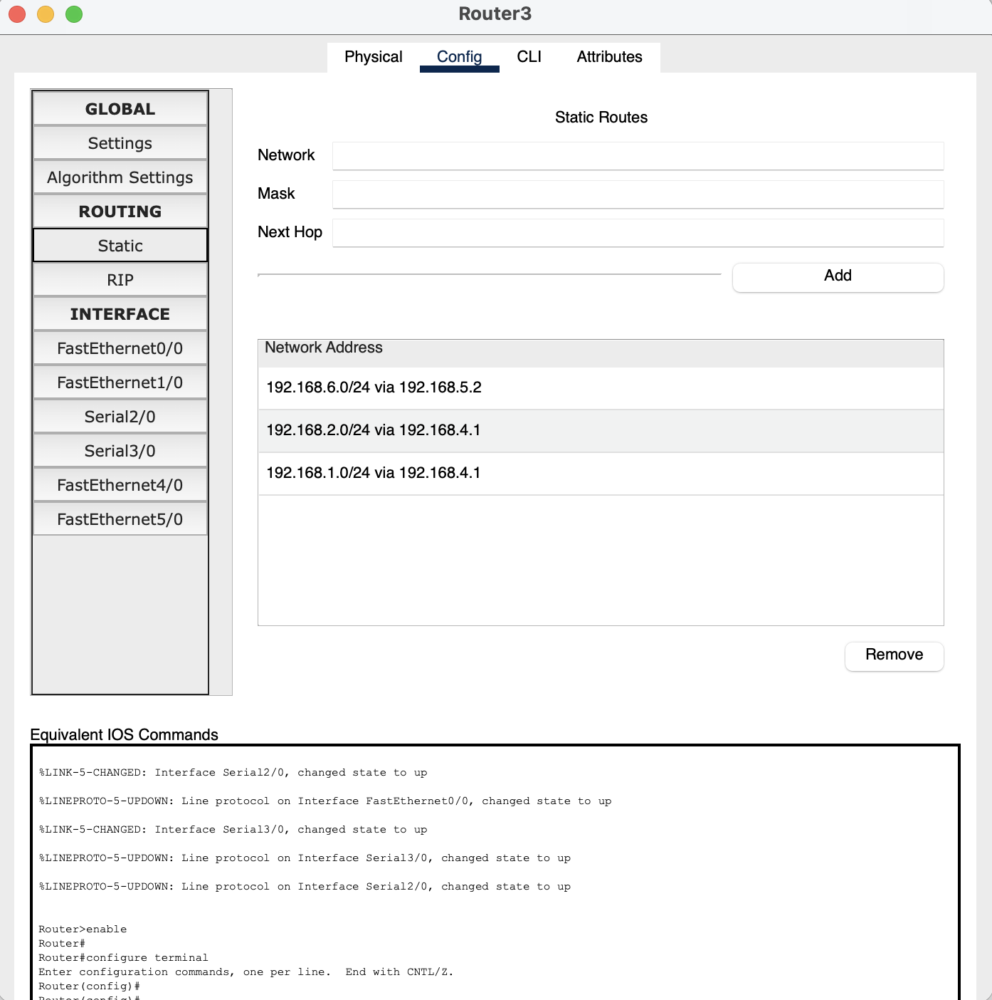 Router3
Physical Config CLI Attributes
GLOBAL
Settings
Algorithm Settings
ROUTING
Static
RIP
INTERFACE
FastEthernet0/0
FastEthernet1/0
Serial2/0
Serial3/0
FastEthernet4/0
FastEthernet5/0
Static Routes
Network
Mask
Next Hop
Add
Network Address
192.168.6.0/24 via 192.168.5.2
192.168.2.0/24 via 192.168.4.1
192.168.1.0/24 via 192.168.4.1
Remove
Equivalent IOS Commands
%LINK-5-CHANGED: Interface Serial2/0, changed state to up
%LINEPROTO-5-UPDOWN: Line protocol on Interface FastEthernet0/0, changed state to up
%LINK-5-CHANGED: Interface Serial3/0, changed state to up
%LINEPROTO-5-UPDOWN: Line protocol on Interface Serial3/0, changed state to up
%LINEPROTO-5-UPDOWN: Line protocol on Interface Serial2/0, changed state to up
Router>enable
Router#
Router#configure terminal
Enter configuration commands, one per line.  End with CNTL/Z.
Router(config)#
Router(config)#